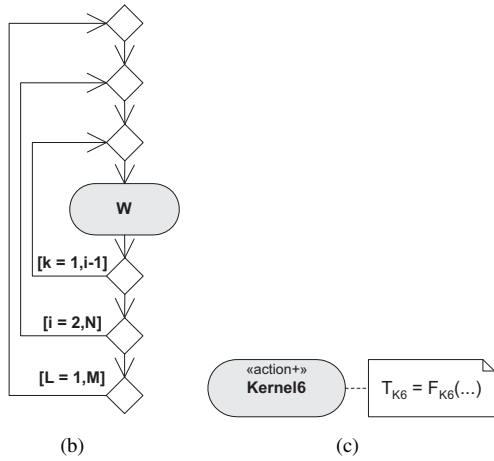 W
[k = 1,i-1]
[i = 2,N]
[L = 1,M]
«action+»
Kernel6
T_K6 = F_K6(...)
(b)
(c)